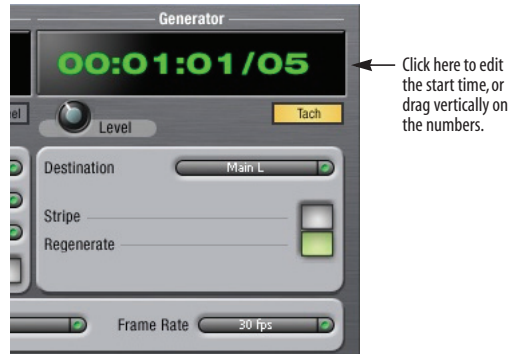 Generator
00:01:01/05
Click here to edit
the start time, or
drag vertically on
the numbers.
el
Level
Tach
Destination
Main L
Stripe
Regenerate
Frame Rate
30 fps